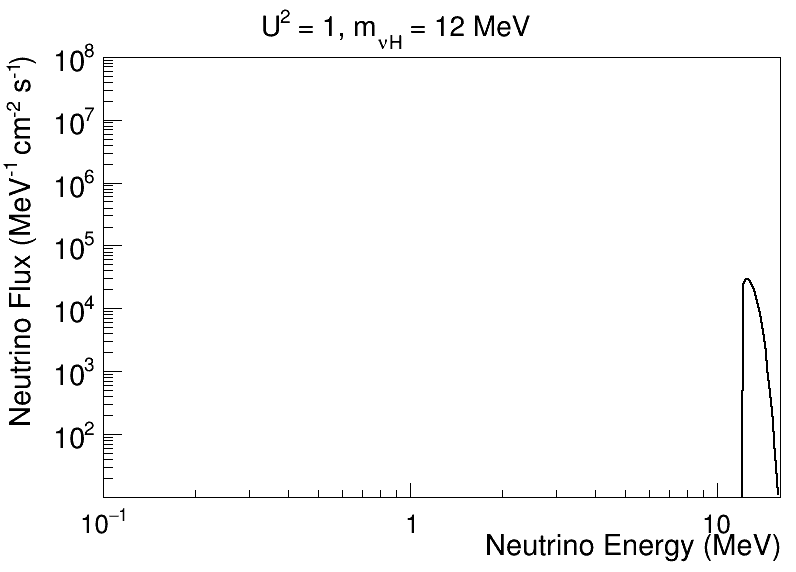 U² = 1, m_νH = 12 MeV
Neutrino Flux (MeV⁻¹ cm⁻² s⁻¹)
10⁸
10⁷
10⁶
10⁵
10⁴
10³
10²
10⁻¹ 1 10
Neutrino Energy (MeV)